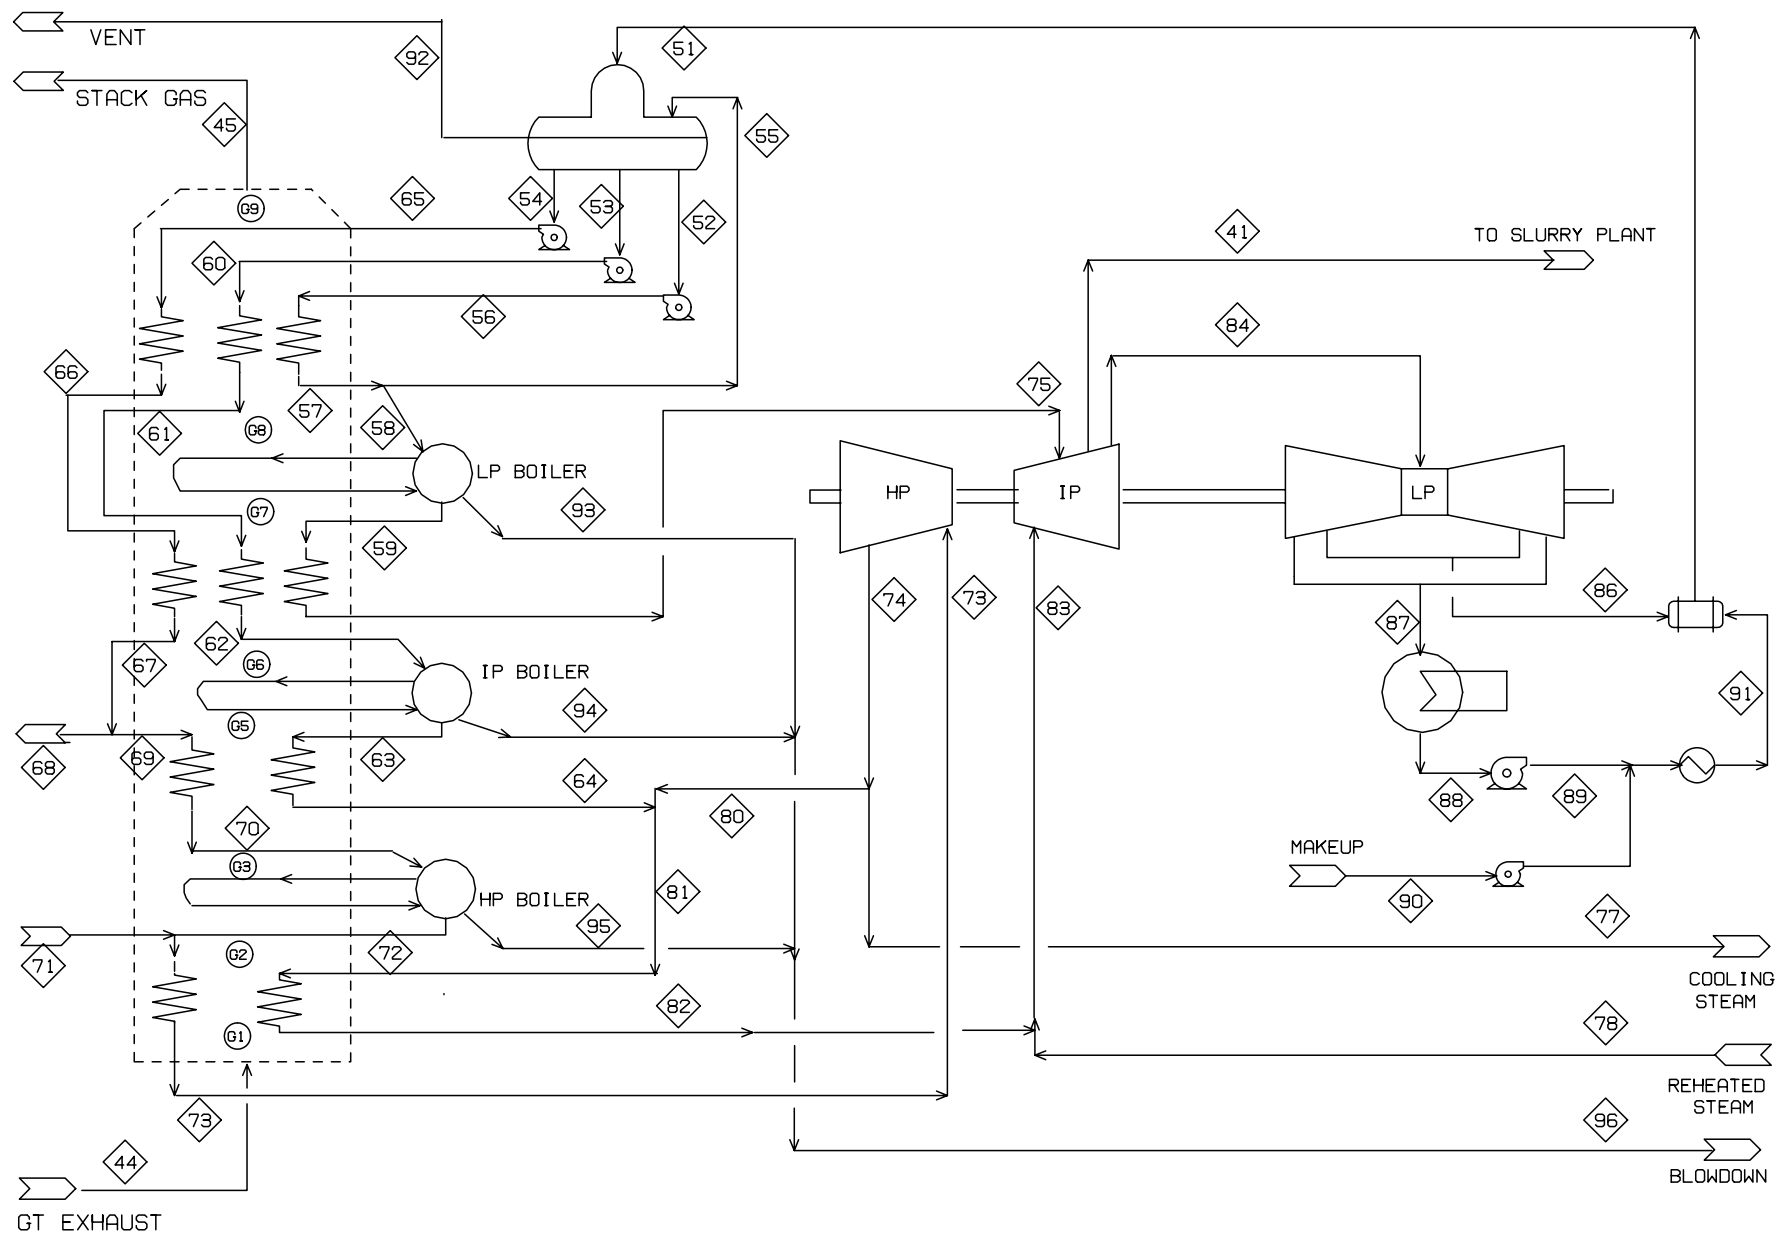 VENT
92
51
STACK GAS
45
55
G9
65
54
53
52
60
41
TO SLURRY PLANT
56
84
66
75
57
61
G8
58
LP BOILER
HP
IP
LP
G7
93
59
74
73
83
86
62
87
67
G6
IP BOILER
94
91
G5
68
69
63
64
88
89
80
70
MAKEUP
G3
HP BOILER
81
90
95
77
71
G2
72
COOLING
STEAM
82
78
G1
REHEATED
STEAM
73
96
44
BLOWDOWN
GT EXHAUST